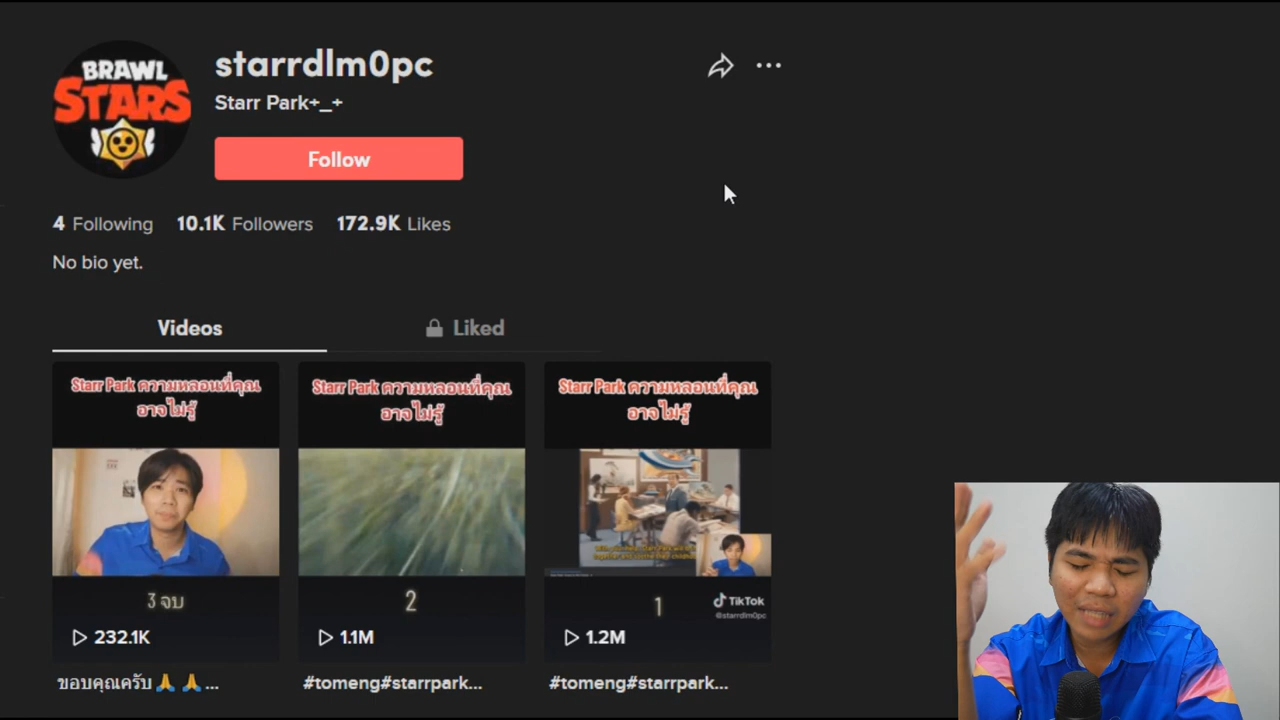 BRAWL
STARS
starrdlm0pc
Starr Park+_+
Follow
4 Following 10.1K Followers 172.9K Likes
No bio yet.
Videos
Liked
Starr Park ความหลอนที่คุณ
อาจไม่รู้
3 จบ
232.1K
ขอบคุณครับ🙏 🙏...
Starr Park ความหลอนที่คุณ
อาจไม่รู้
2
1.1M
#tomeng#starrpark...
Starr Park ความหลอนที่คุณ
อาจไม่รู้
1
TikTok
@starrdlm0pc
1.2M
#tomeng#starrpark...